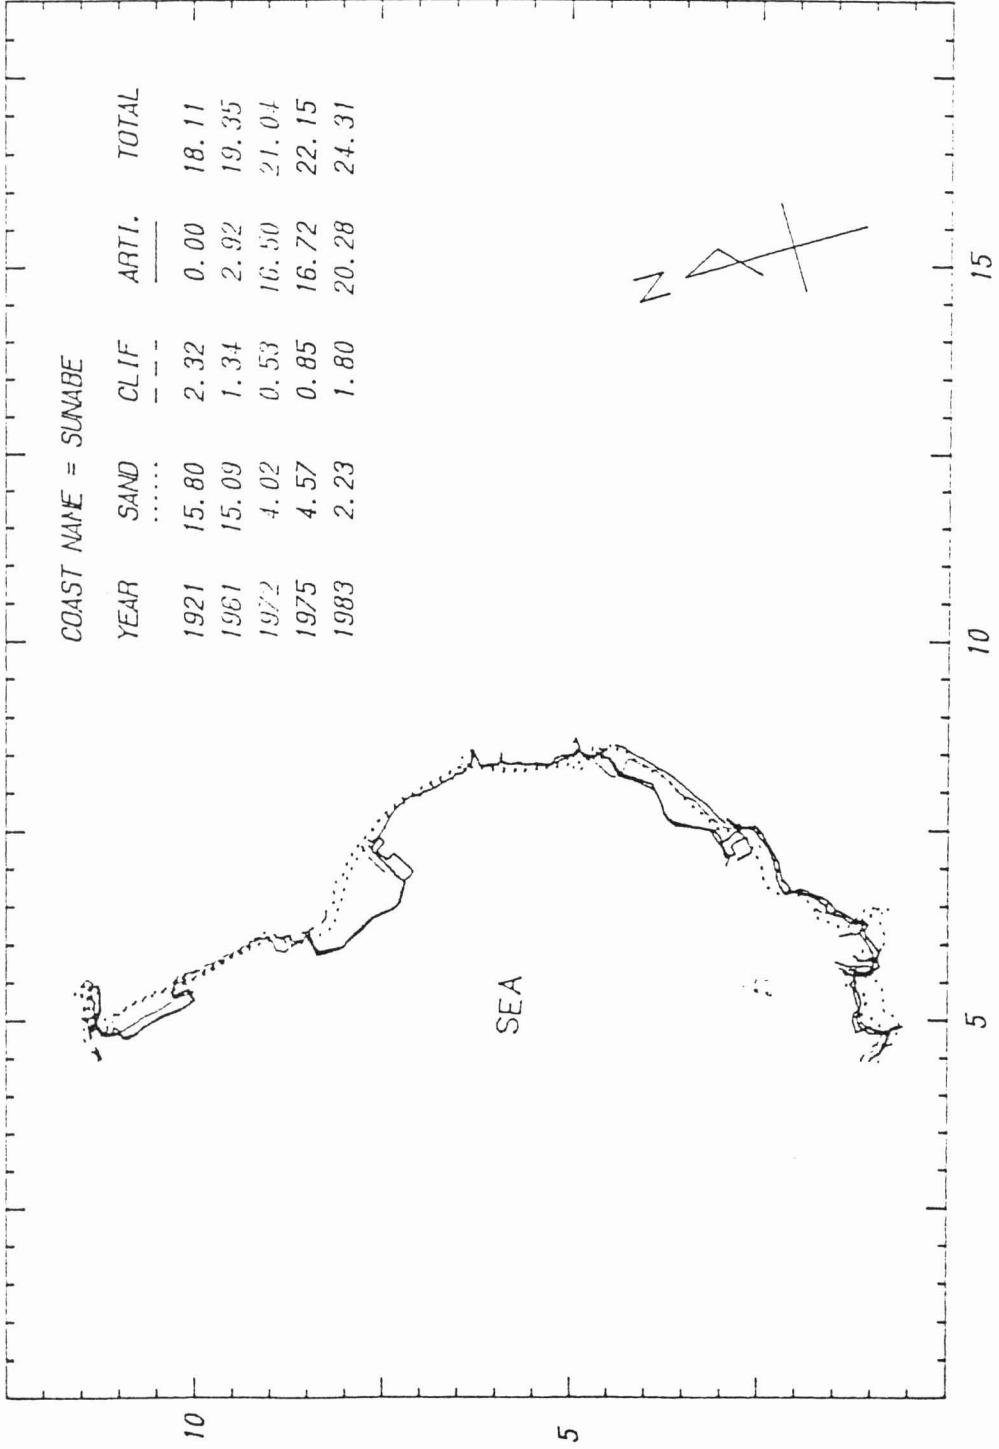 COAST NAME = SUNABE
YEAR SAND CLIF ARTI. TOTAL
1921 15.80 2.32 0.00 18.11
1961 15.09 1.34 2.92 19.35
1972 4.02 0.53 16.50 21.04
1975 4.57 0.85 16.72 22.15
1983 2.23 1.80 20.28 24.31
N
SEA
10
5
5
10
15